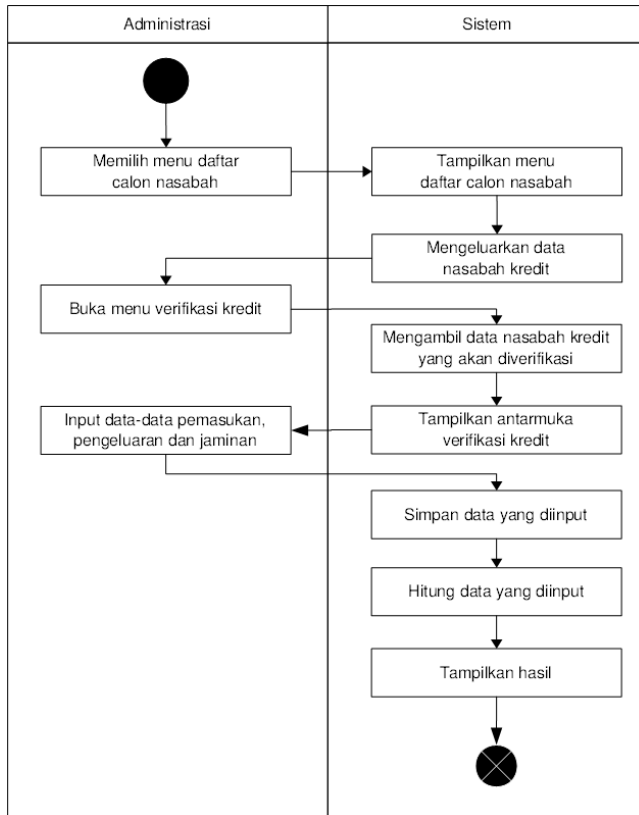 Administrasi
Sistem
Memilih menu daftar
calon nasabah
Tampilkan menu
daftar calon nasabah
Mengeluarkan data
nasabah kredit
Buka menu verifikasi kredit
Mengambil data nasabah kredit
yang akan diverifikasi
Tampilkan antarmuka
verifikasi kredit
Input data-data pemasukan,
pengeluaran dan jaminan
Simpan data yang diinput
Hitung data yang diinput
Tampilkan hasil